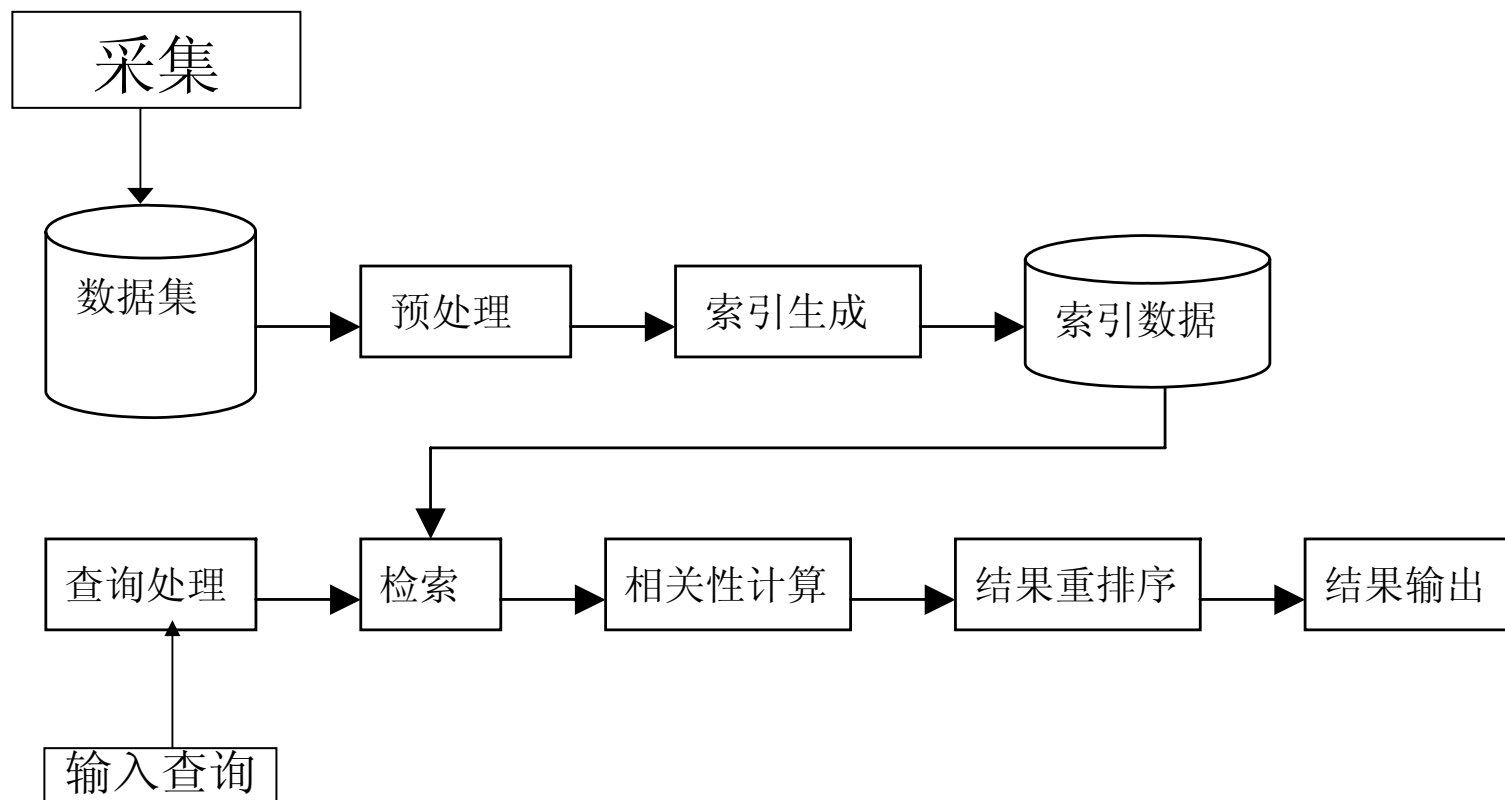 采集
数据集
预处理
索引生成
索引数据
查询处理
检索
相关性计算
结果重排序
结果输出
输入查询